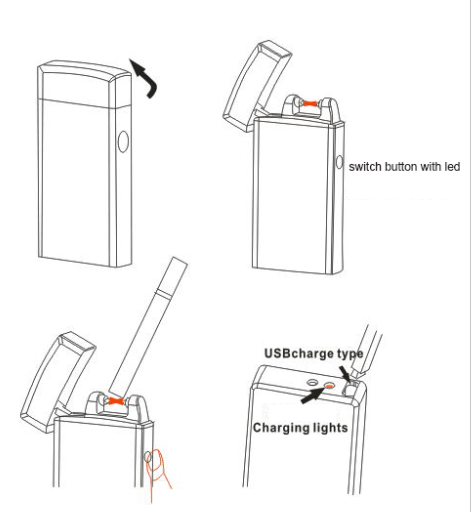 switch button with led
USBcharge type
Charging lights